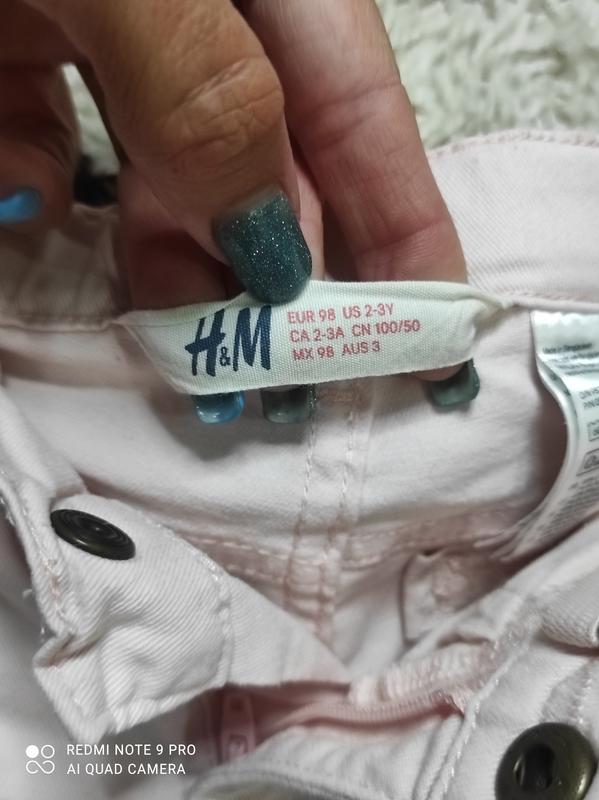 H&M
EUR 98 US 2-3Y
CA 2-3A CN 100/50
MX 98 AUS 3
REDMI NOTE 9 PRO
AI QUAD CAMERA